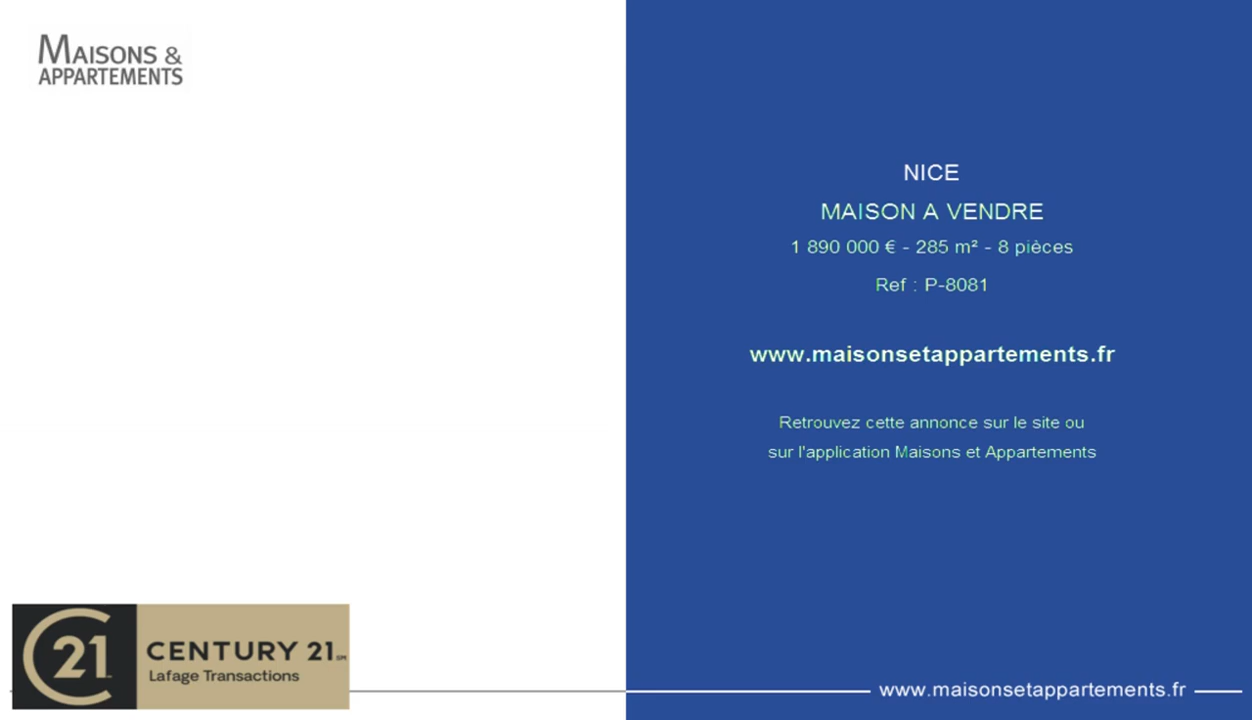 MAISONS &
APPARTEMENTS
NICE
MAISON A VENDRE
1 890 000 € - 285 m² - 8 pièces
Ref : P-8081
www.maisonsetappartements.fr
Retrouvez cette annonce sur le site ou
sur l'application Maisons et Appartements
21
CENTURY 21 SM
Lafage Transactions
www.maisonsetappartements.fr